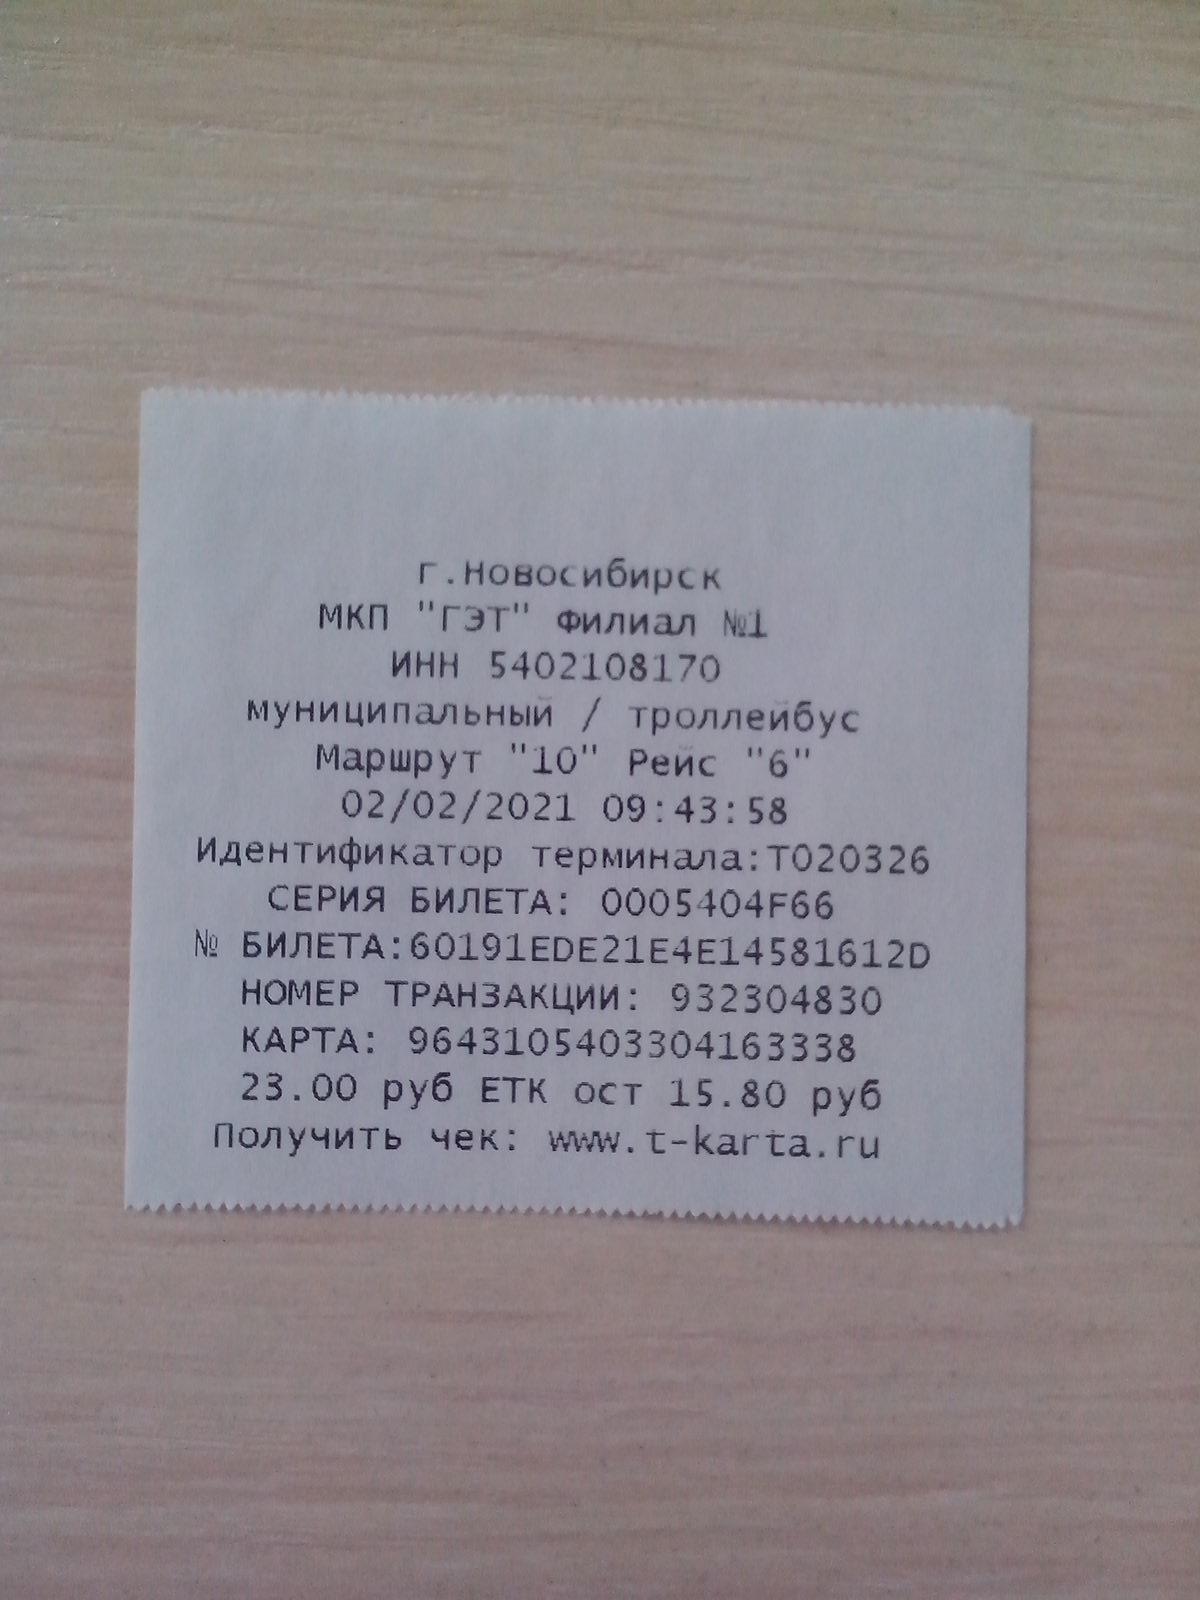 г.Новосибирск
МКП "ГЭТ" Филиал №1
ИНН 5402108170
муниципальный / троллейбус
Маршрут "10" Рейс "6"
02/02/2021 09:43:58
Идентификатор терминала:T020326
СЕРИЯ БИЛЕТА: 0005404F66
№ БИЛЕТА:60191EDE21E4E14581612D
НОМЕР ТРАНЗАКЦИИ: 932304830
КАРТА: 9643105403304163338
23.00 руб ЕТК ост 15.80 руб
Получить чек: www.t-karta.ru